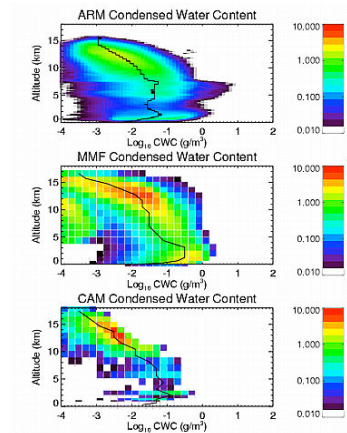 ARM Condensed Water Content
Altitude (km)
15
10
5
0
-4 -3 -2 -1 0 1 2
Log10 CWC (g/m³)
10.000
1.000
0.100
0.010
MMF Condensed Water Content
Altitude (km)
15
10
5
0
-4 -3 -2 -1 0 1 2
Log10 CWC (g/m³)
10.000
1.000
0.100
0.010
CAM Condensed Water Content
Altitude (km)
15
10
5
0
-4 -3 -2 -1 0 1 2
Log10 CWC (g/m³)
10.000
1.000
0.100
0.010